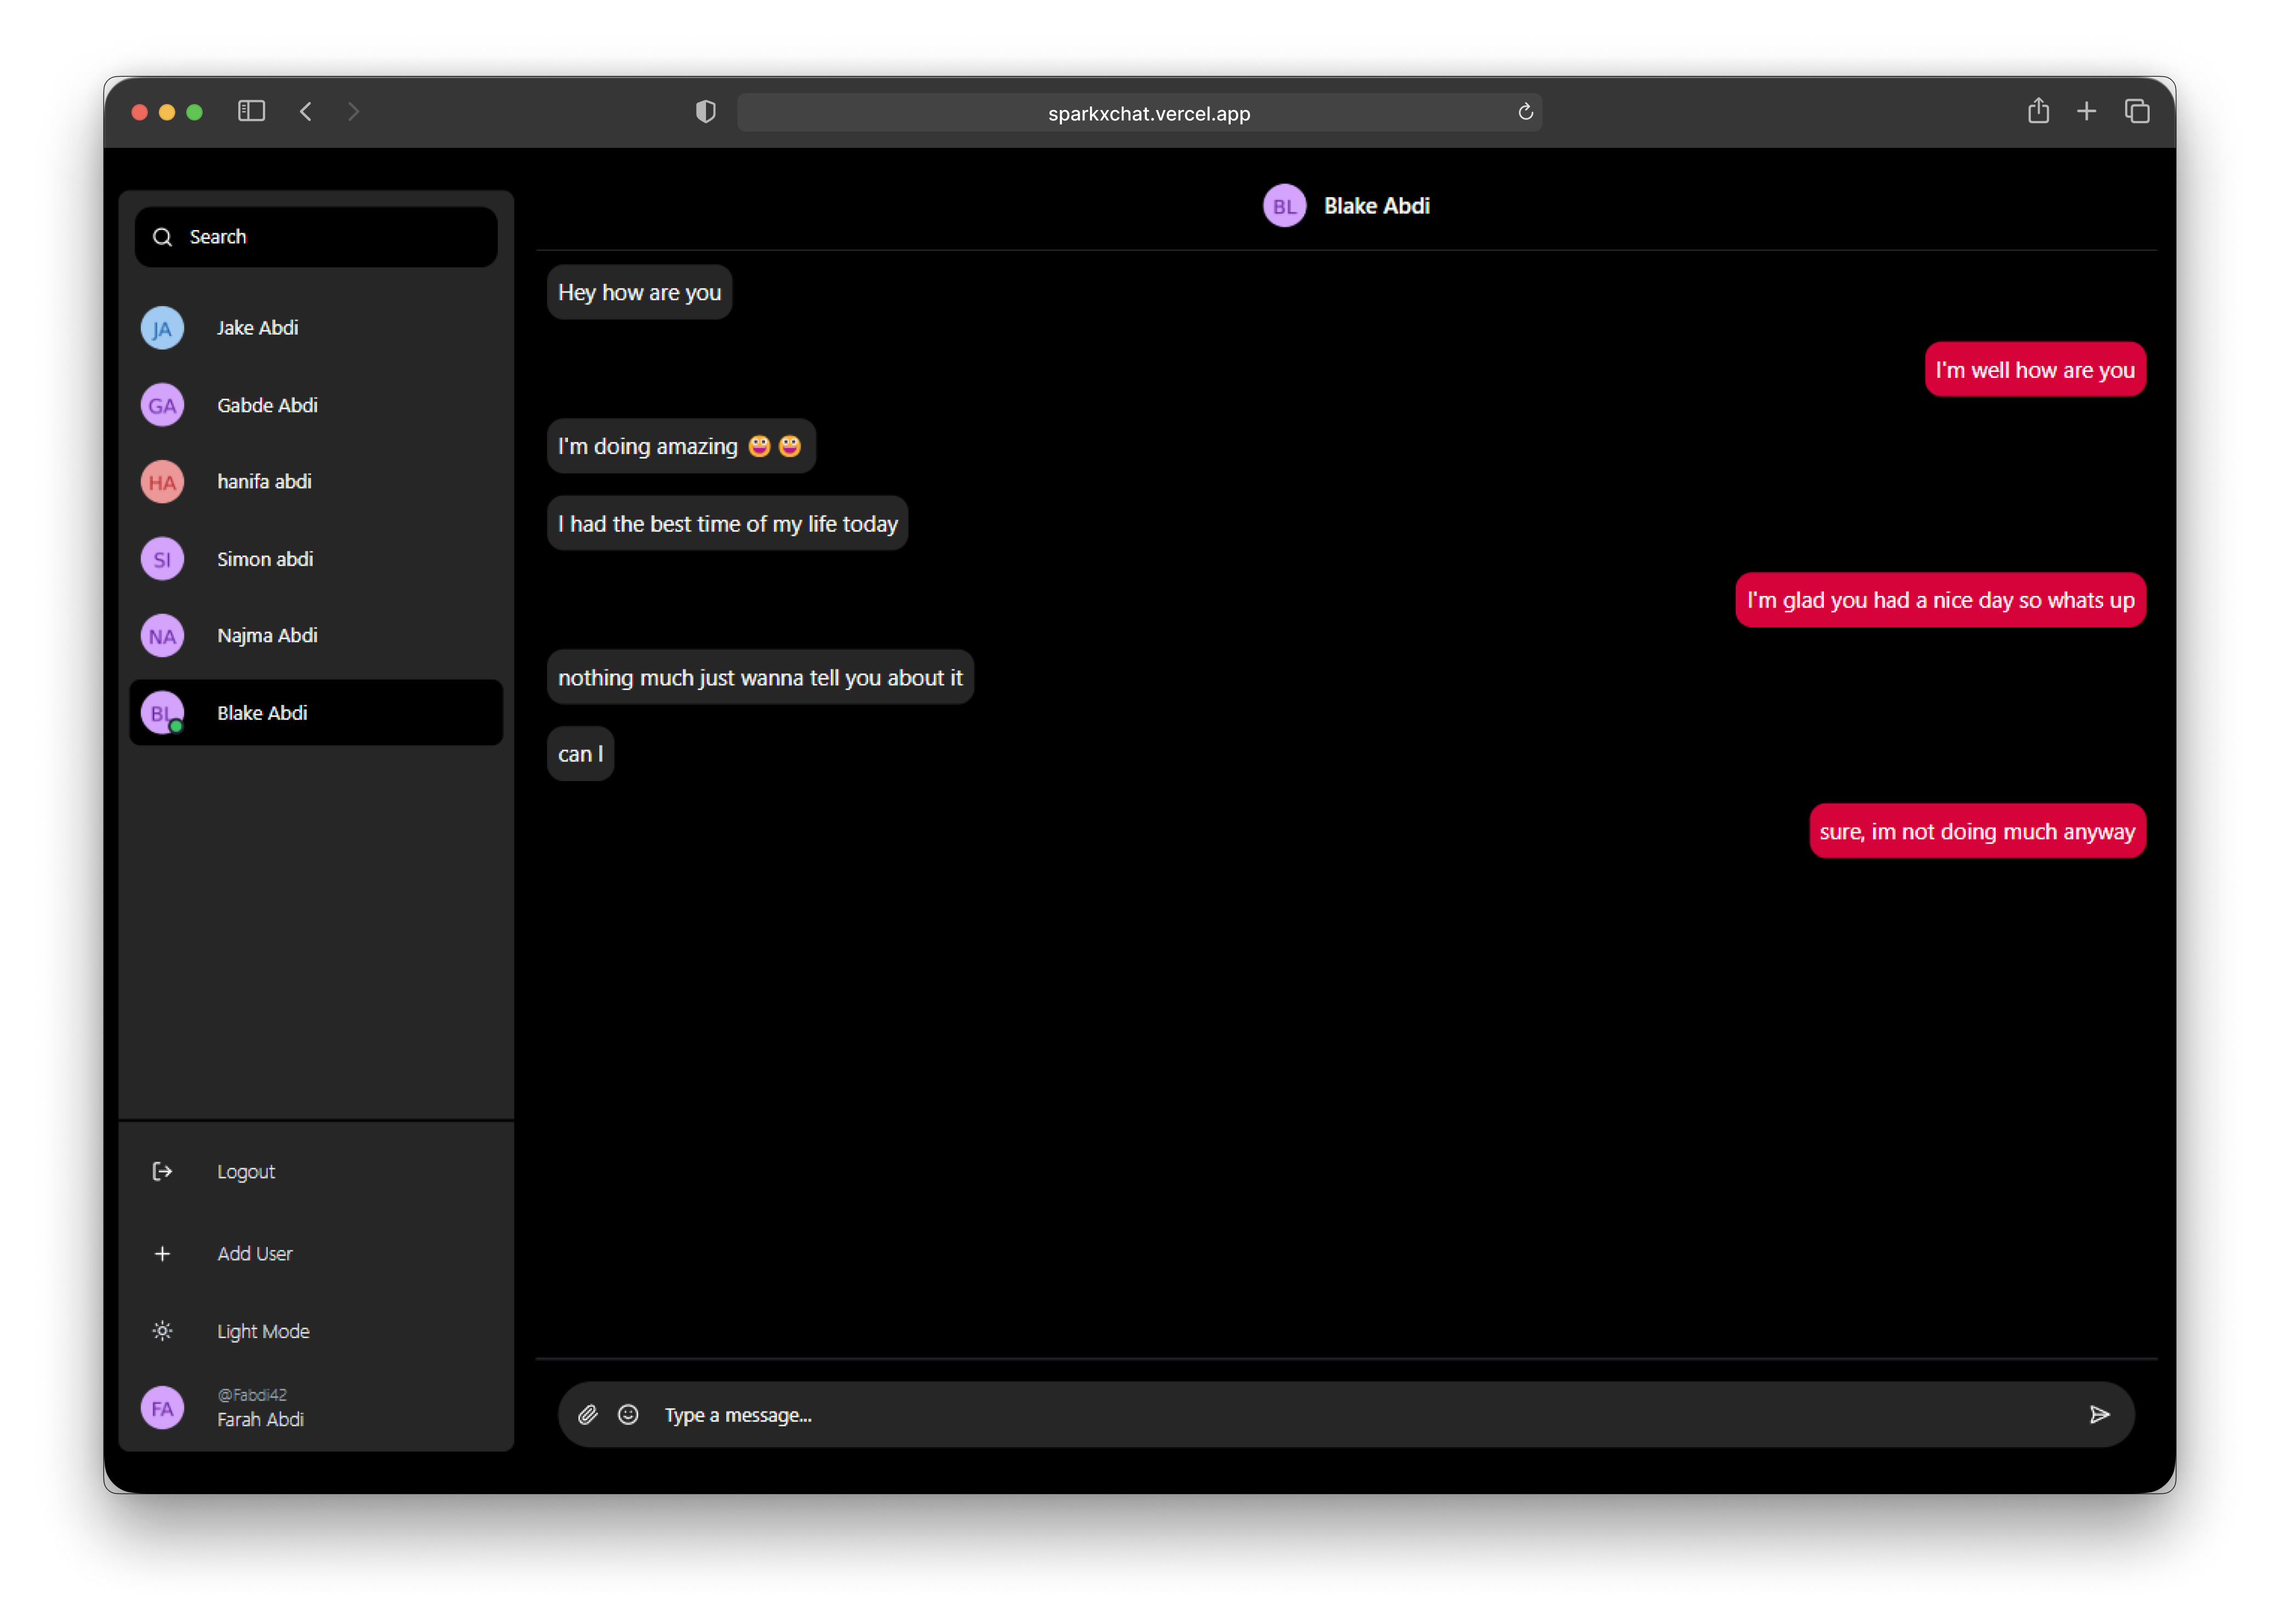 sparkxchat.vercel.app
Search
JA Jake Abdi
GA Gabde Abdi
HA hanifa abdi
SI Simon abdi
NA Najma Abdi
BL Blake Abdi
Logout
Add User
Light Mode
@Fabdi42
FA Farah Abdi
BL Blake Abdi
Hey how are you
I'm well how are you
I'm doing amazing 😀😀
I had the best time of my life today
I'm glad you had a nice day so whats up
nothing much just wanna tell you about it
can I
sure, im not doing much anyway
Type a message...